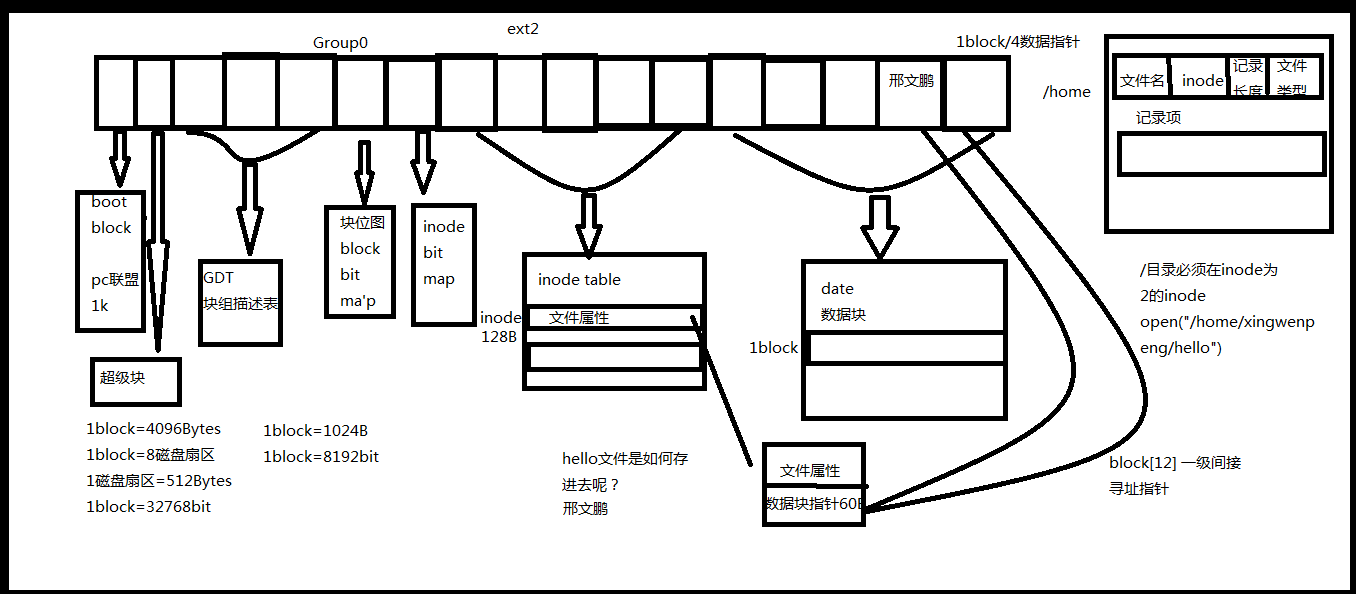 ext2
Group0
1block/4数据指针
邢文鹏
/home
文件名
inode
记录
长度
文件
类型
记录项
boot
block
pc联盟
1k
超级块
GDT
块组描述表
块位图
block
bit
ma'p
inode
bit
map
inode table
文件属性
inode
128B
date
数据块
1block
/目录必须在inode为
2的inode
open("/home/xingwenp
eng/hello")
1block=4096Bytes
1block=8磁盘扇区
1磁盘扇区=512Bytes
1block=32768bit
1block=1024B
1block=8192bit
hello文件是如何存
进去呢？
邢文鹏
文件属性
数据块指针60B
block[12] 一级间接
寻址指针